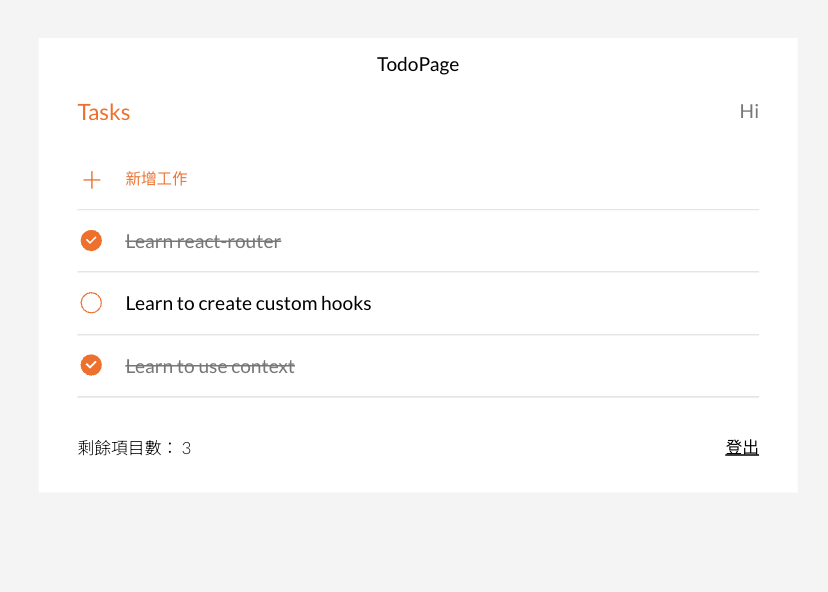 TodoPage
Tasks
Hi
新增工作
Learn react-router
Learn to create custom hooks
Learn to use context
剩餘項目數： 3
登出